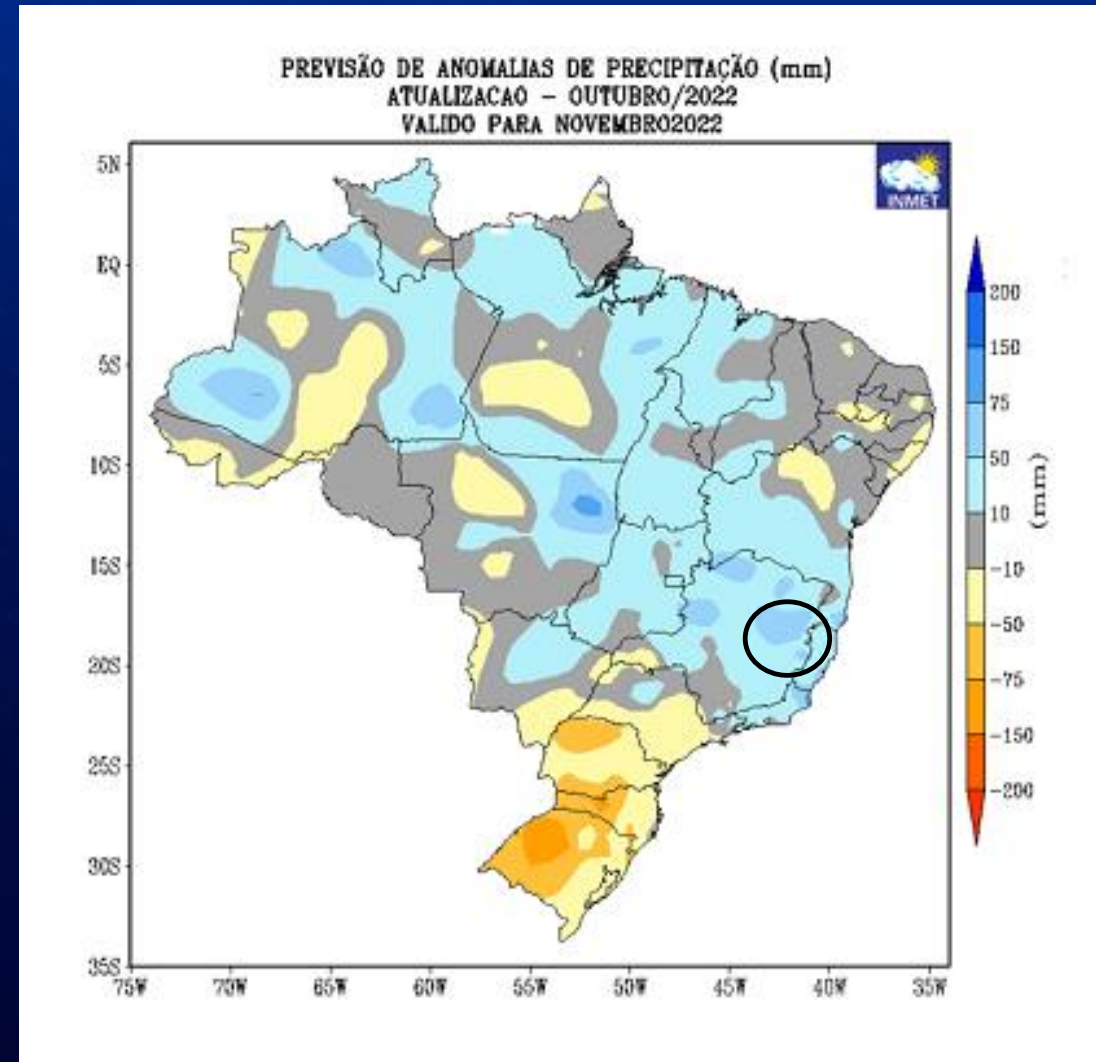 PREVISÃO DE ANOMALIAS DE PRECIPITAÇÃO (mm)
ATUALIZACAO – OUTUBRO/2022
VALIDO PARA NOVEMBRO2022
INMET
5N
EQ
5S
10S
15S
20S
25S
30S
35S
75W 70W 65W 60W 55W 50W 45W 40W 35W
200
150
75
50
10
-10
-50
-75
-150
-200
(mm)